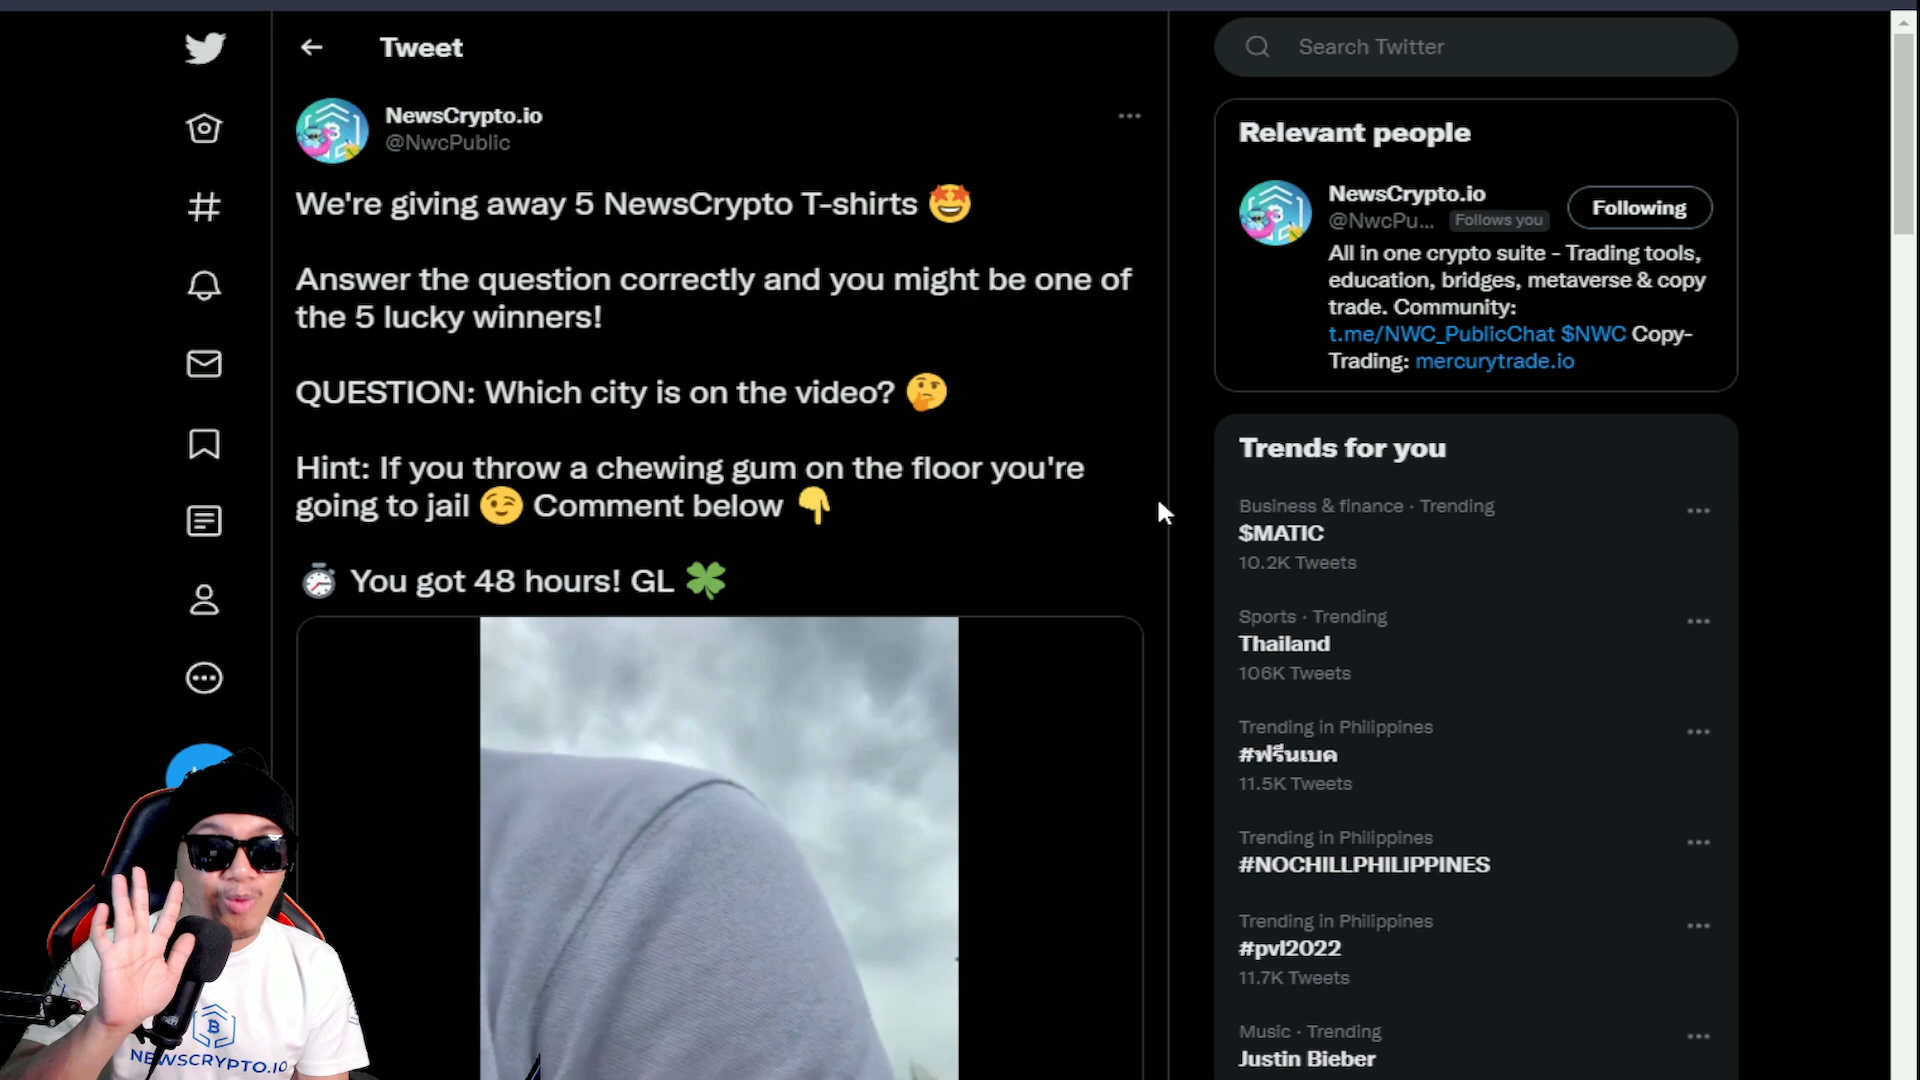 Tweet
NewsCrypto.io
@NwcPublic
We're giving away 5 NewsCrypto T-shirts 🤩
Answer the question correctly and you might be one of
the 5 lucky winners!
QUESTION: Which city is on the video? 🤔
Hint: If you throw a chewing gum on the floor you're
going to jail 😉 Comment below 👇
⏱ You got 48 hours! GL 🍀
NEWSCRYPTO.IO
Search Twitter
Relevant people
NewsCrypto.io
@NwcPu... Follows you
Following
All in one crypto suite - Trading tools,
education, bridges, metaverse & copy
trade. Community:
t.me/NWC_PublicChat $NWC Copy-
Trading: mercurytrade.io
Trends for you
Business & finance · Trending
$MATIC
10.2K Tweets
Sports · Trending
Thailand
106K Tweets
Trending in Philippines
#ฟรีนเบค
11.5K Tweets
Trending in Philippines
#NOCHILLPHILIPPINES
Trending in Philippines
#pvl2022
11.7K Tweets
Music · Trending
Justin Bieber